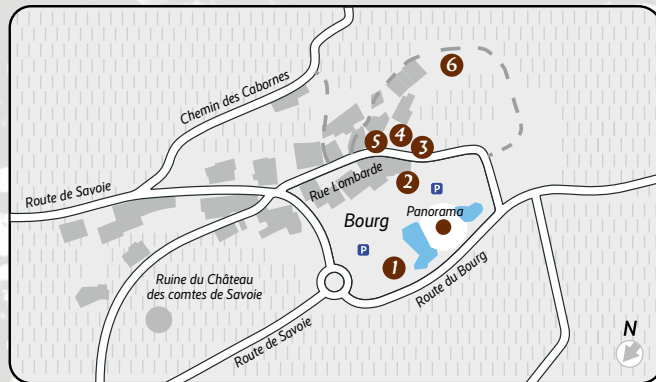 Chemin des Cabornes
6
5
4
3
Route de Savoie
Rue Lombarde
2
P
Bourg
Panorama
P
1
Ruine du Château
des comtes de Savoie
Route du Bourg
Route de Savoie
N